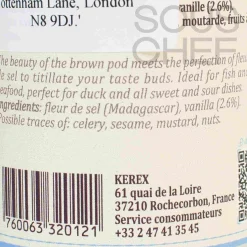 ottenham Lane, London
N8 9DJ.'
vanille (2.6%)
moutarde, fruits
SOUS
CHEF
The beauty of the brown pod meets the perfection of fleu
de sel to titillate your taste buds. Ideal for fish an
seafood, perfect for duck and all sweet and sour dishes
Ingredients: fleur de sel (Madagascar), vanilla (2.6%).
Possible traces of: celery, sesame, mustard, nuts.
KEREX
61 quai de la Loire
37210 Rochecorbon, France
Service consommateurs
+33 2 47 41 35 45
760063 320121